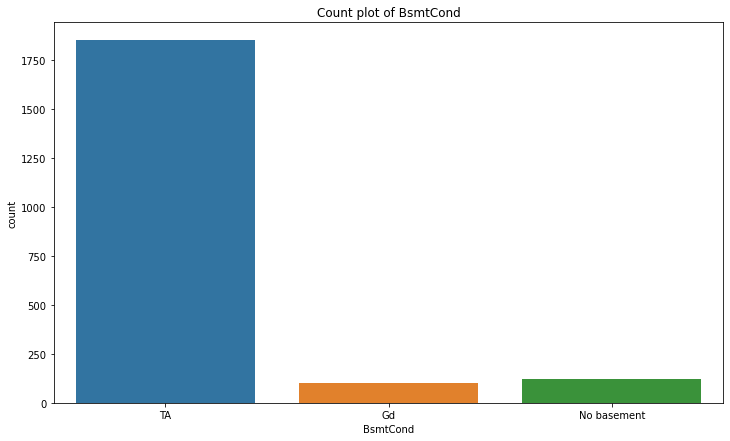 Count plot of BsmtCond
count
1750
1500
1250
1000
750
500
250
0
TA
Gd
No basement
BsmtCond